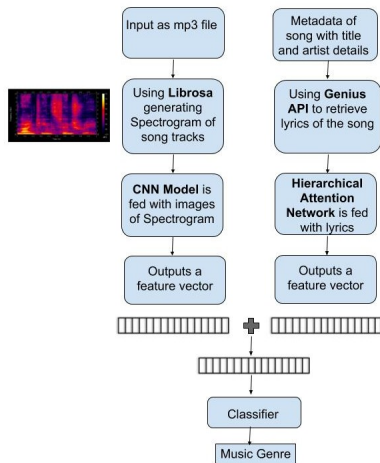 Input as mp3 file
Metadata of
song with title
and artist details
Using Librosa
generating
Spectrogram of
song tracks
Using Genius
API to retrieve
lyrics of the song
CNN Model is
fed with images
of Spectrogram
Hierarchical
Attention
Network is fed
with lyrics
Outputs a
feature vector
Outputs a
feature vector
Classifier
Music Genre